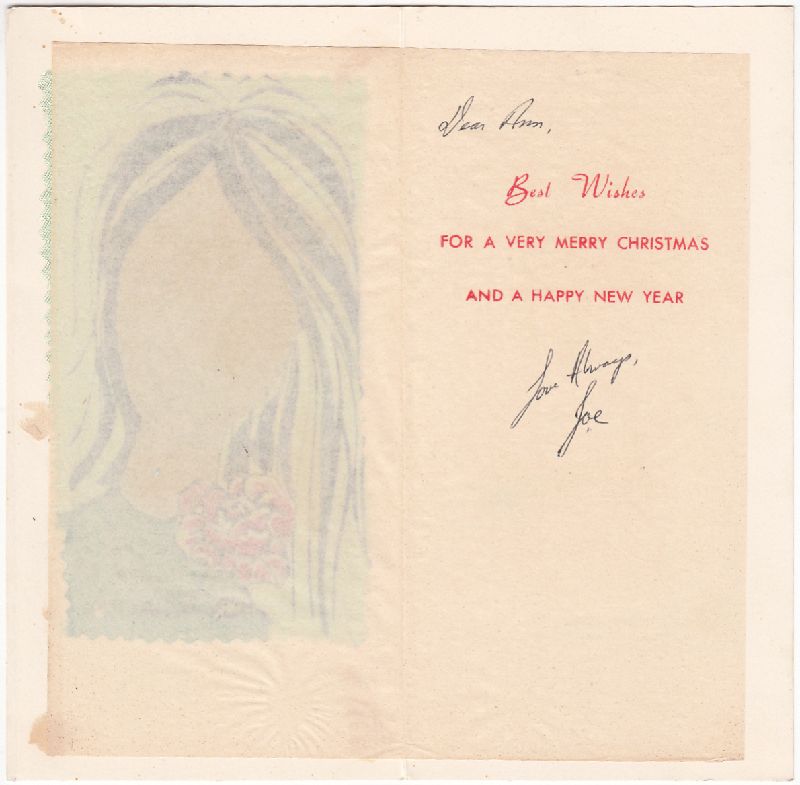 Dear Ann,
Best Wishes
FOR A VERY MERRY CHRISTMAS
AND A HAPPY NEW YEAR
Love Always,
Joe